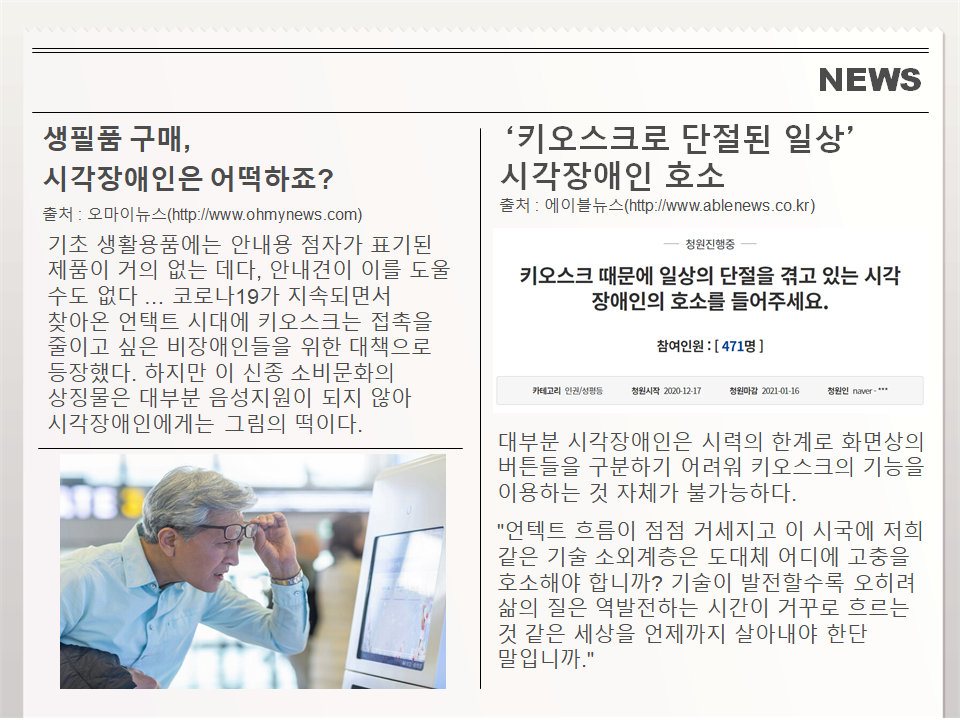 NEWS
생필품 구매,
시각장애인은 어떡하죠?
출처 : 오마이뉴스(http://www.ohmynews.com)
기초 생활용품에는 안내용 점자가 표기된
제품이 거의 없는 데다, 안내견이 이를 도울
수도 없다 ... 코로나19가 지속되면서
찾아온 언택트 시대에 키오스크는 접촉을
줄이고 싶은 비장애인들을 위한 대책으로
등장했다. 하지만 이 신종 소비문화의
상징물은 대부분 음성지원이 되지 않아
시각장애인에게는 그림의 떡이다.
‘키오스크로 단절된 일상’
시각장애인 호소
출처 : 에이블뉴스(http://www.ablenews.co.kr)
청원진행중
키오스크 때문에 일상의 단절을 겪고 있는 시각
장애인의 호소를 들어주세요.
참여인원 : [ 471명 ]
카테고리 인권/성평등 청원시작 2020-12-17 청원마감 2021-01-16 청원인 naver - ***
대부분 시각장애인은 시력의 한계로 화면상의
버튼들을 구분하기 어려워 키오스크의 기능을
이용하는 것 자체가 불가능하다.
"언텍트 흐름이 점점 거세지고 이 시국에 저희
같은 기술 소외계층은 도대체 어디에 고충을
호소해야 합니까? 기술이 발전할수록 오히려
삶의 질은 역발전하는 시간이 거꾸로 흐르는
것 같은 세상을 언제까지 살아내야 한단
말입니까."